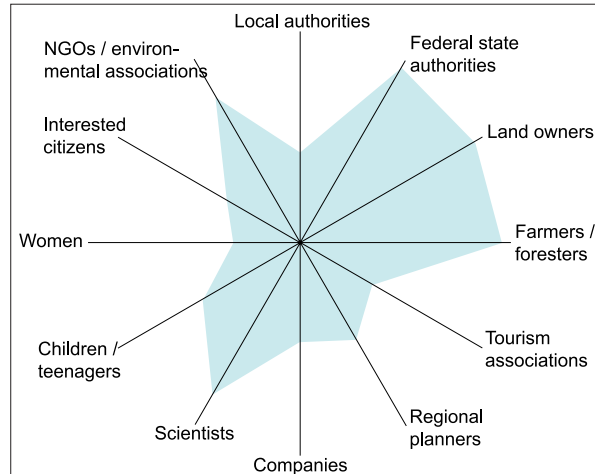 Local authorities
Federal state
authorities
Land owners
Farmers /
foresters
Tourism
associations
Regional
planners
Companies
Scientists
Children /
teenagers
Women
Interested
citizens
NGOs / environ-
mental associations